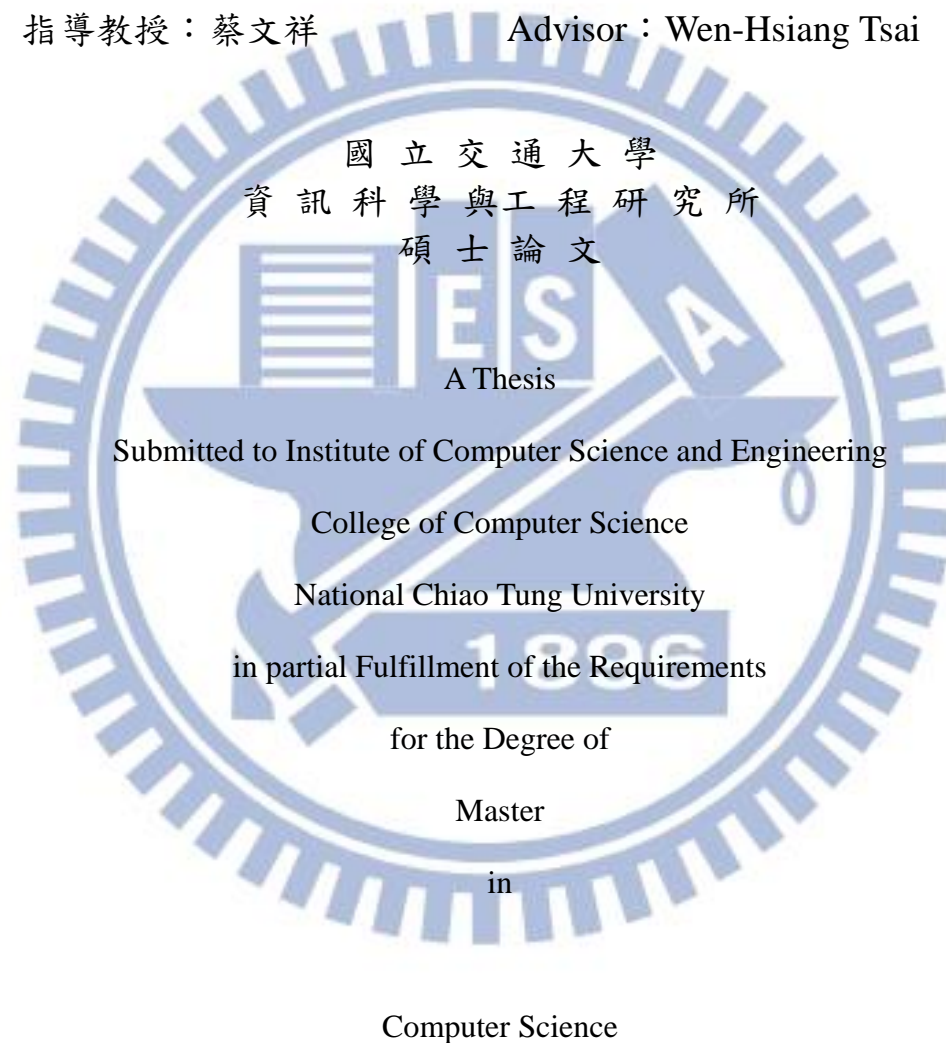 指導教授：蔡文祥 Advisor：Wen-Hsiang Tsai
國立交通大學
資訊科學與工程研究所
碩士論文
ES
A
A Thesis
Submitted to Institute of Computer Science and Engineering
College of Computer Science
National Chiao Tung University
1896
in partial Fulfillment of the Requirements
for the Degree of
Master
in
Computer Science